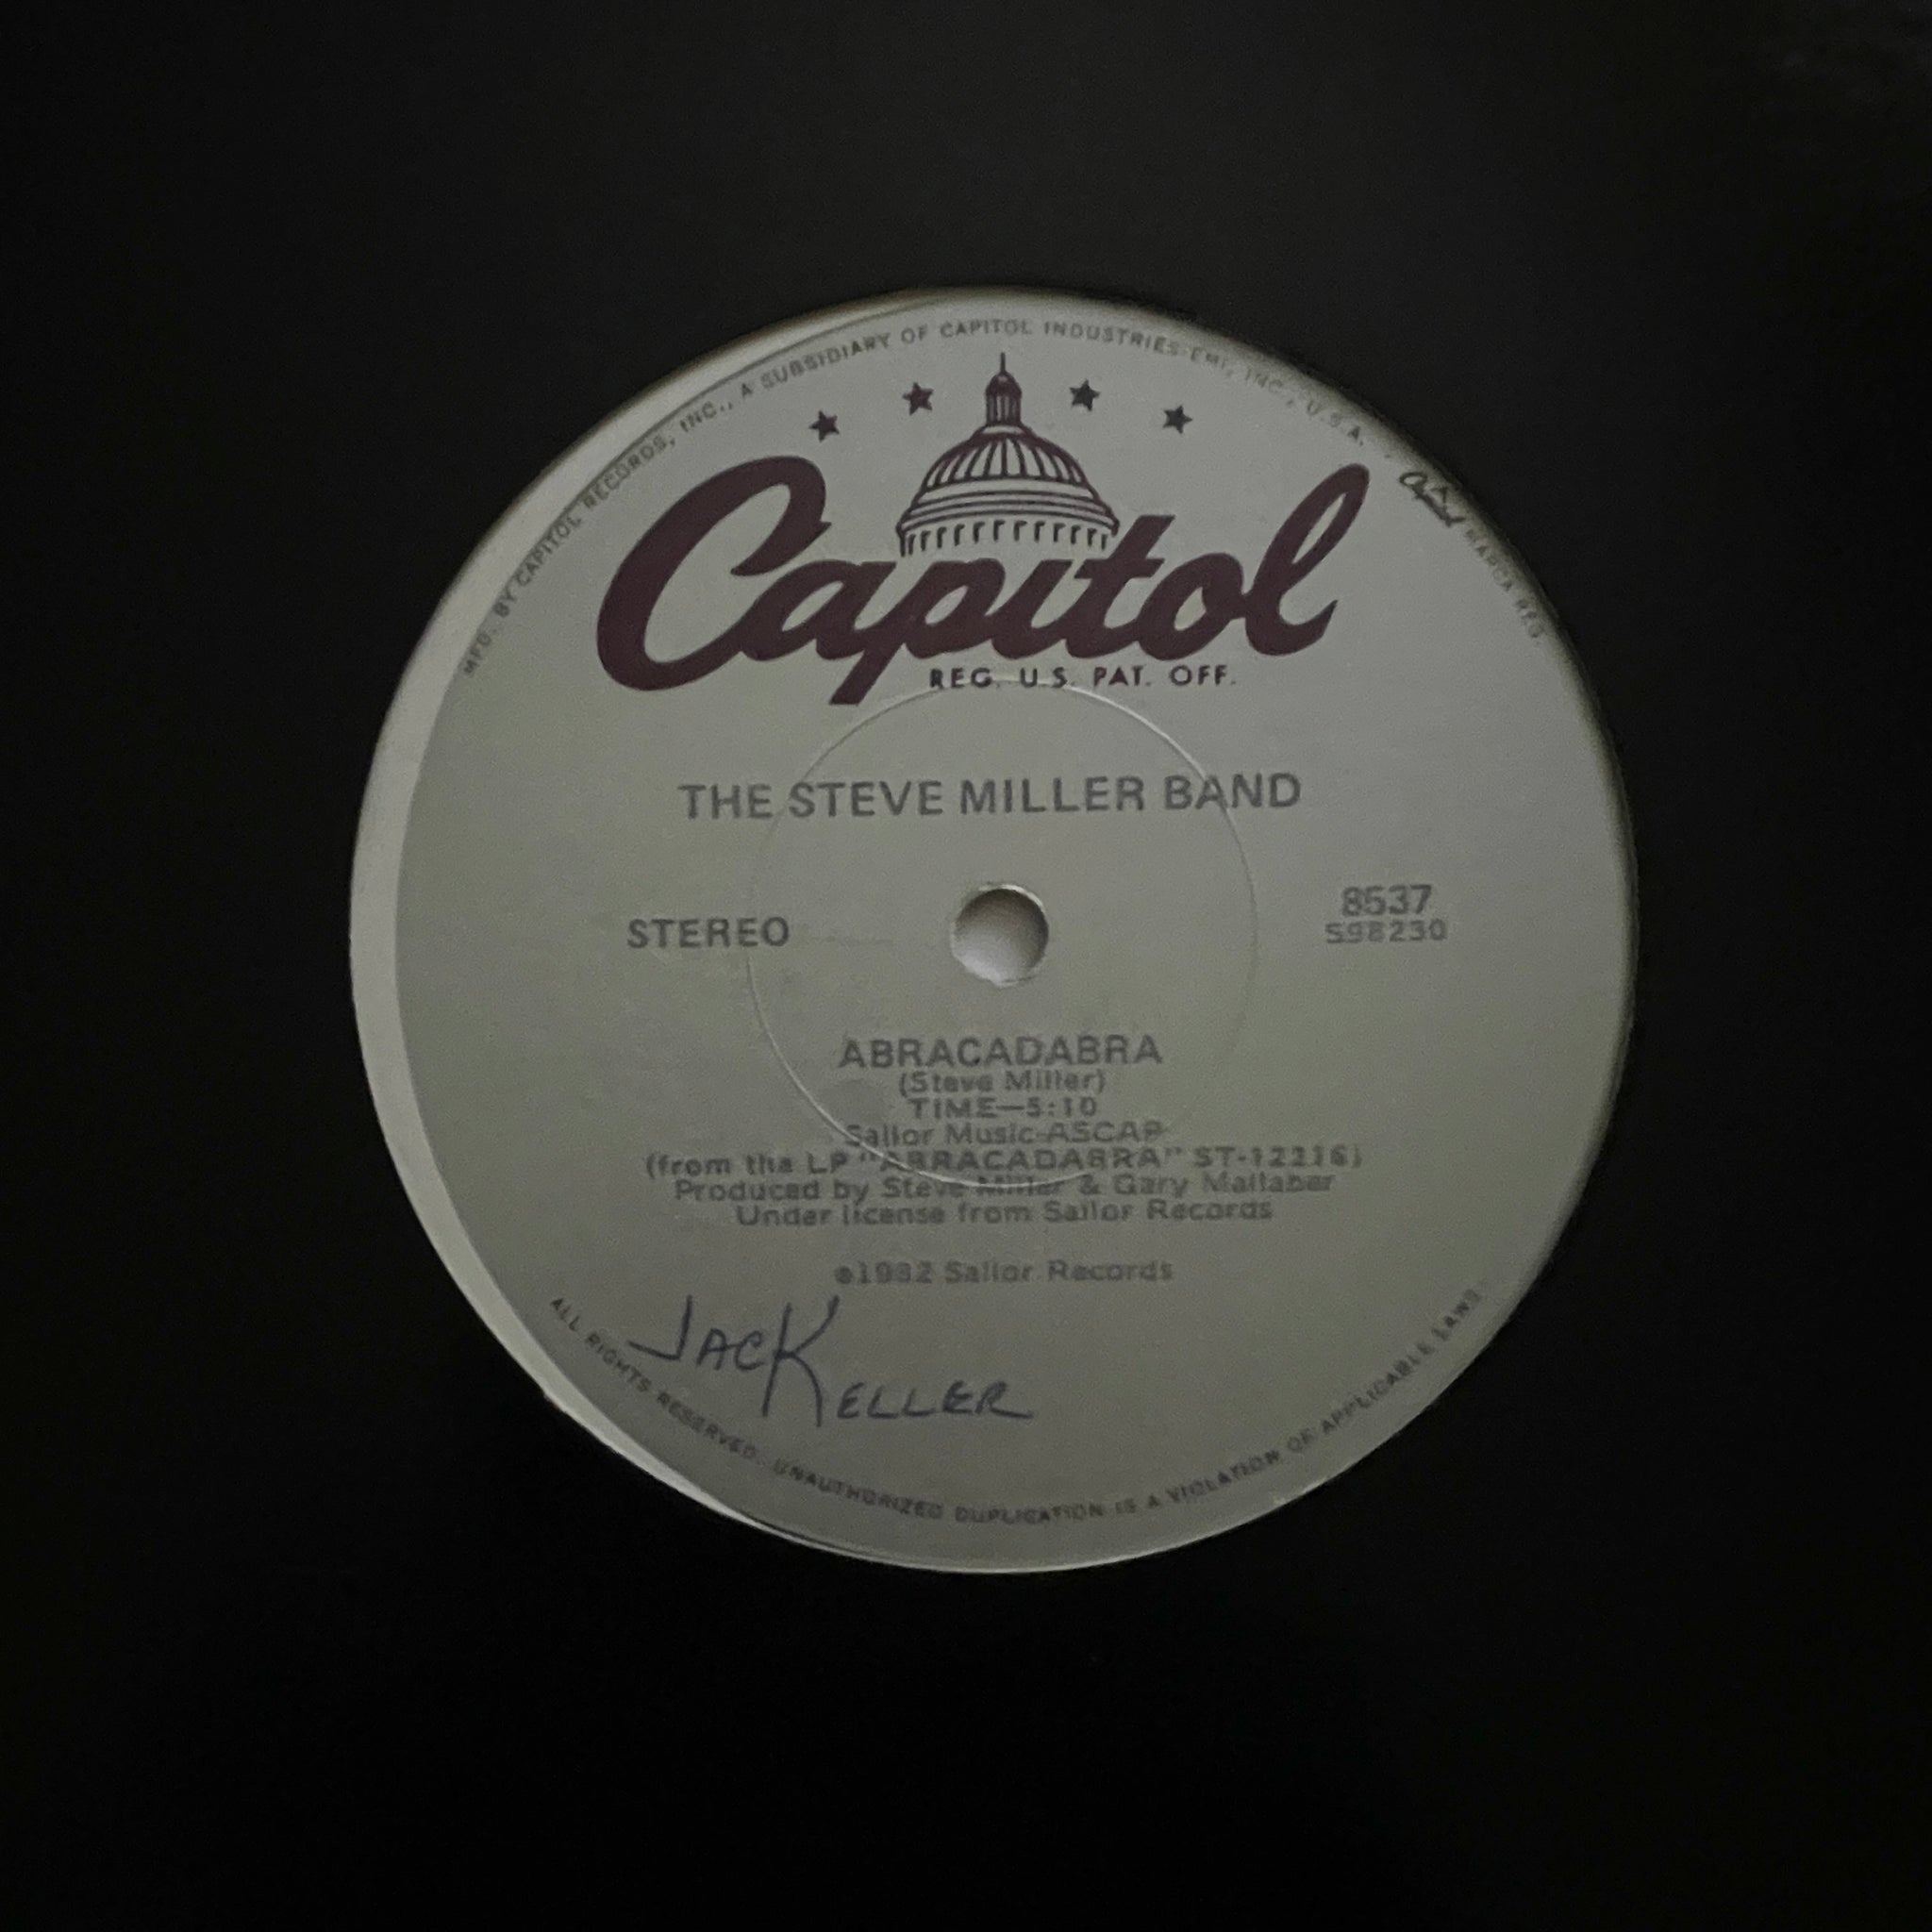 MFD. BY CAPITOL RECORDS, INC., A SUBSIDIARY OF CAPITOL INDUSTRIES-EMI, INC., U.S.A. Capitol MARCA REG.
Capitol
REG. U.S. PAT. OFF.
THE STEVE MILLER BAND
STEREO
8537
S98230
ABRACADABRA
(Steve Miller)
TIME—5:10
Sailor Music-ASCAP
(from the LP "ABRACADABRA" ST-12216)
Produced by Steve Miller & Gary Mallaber
Under license from Sailor Records
℗1982 Sailor Records
JACK KELLER
ALL RIGHTS RESERVED. UNAUTHORIZED DUPLICATION IS A VIOLATION OF APPLICABLE LAWS.